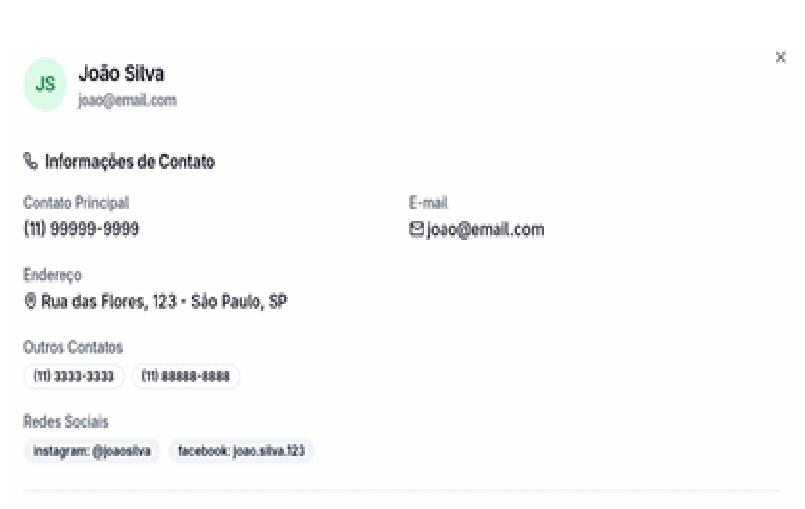 JS
João Silva
joao@email.com
Informações de Contato
Contato Principal
(11) 99999-9999
E-mail
joao@email.com
Endereço
Rua das Flores, 123 - São Paulo, SP
Outros Contatos
(11) 3333-3333 (11) 88888-8888
Redes Sociais
instagram: @joaosilva facebook: joao.silva.123